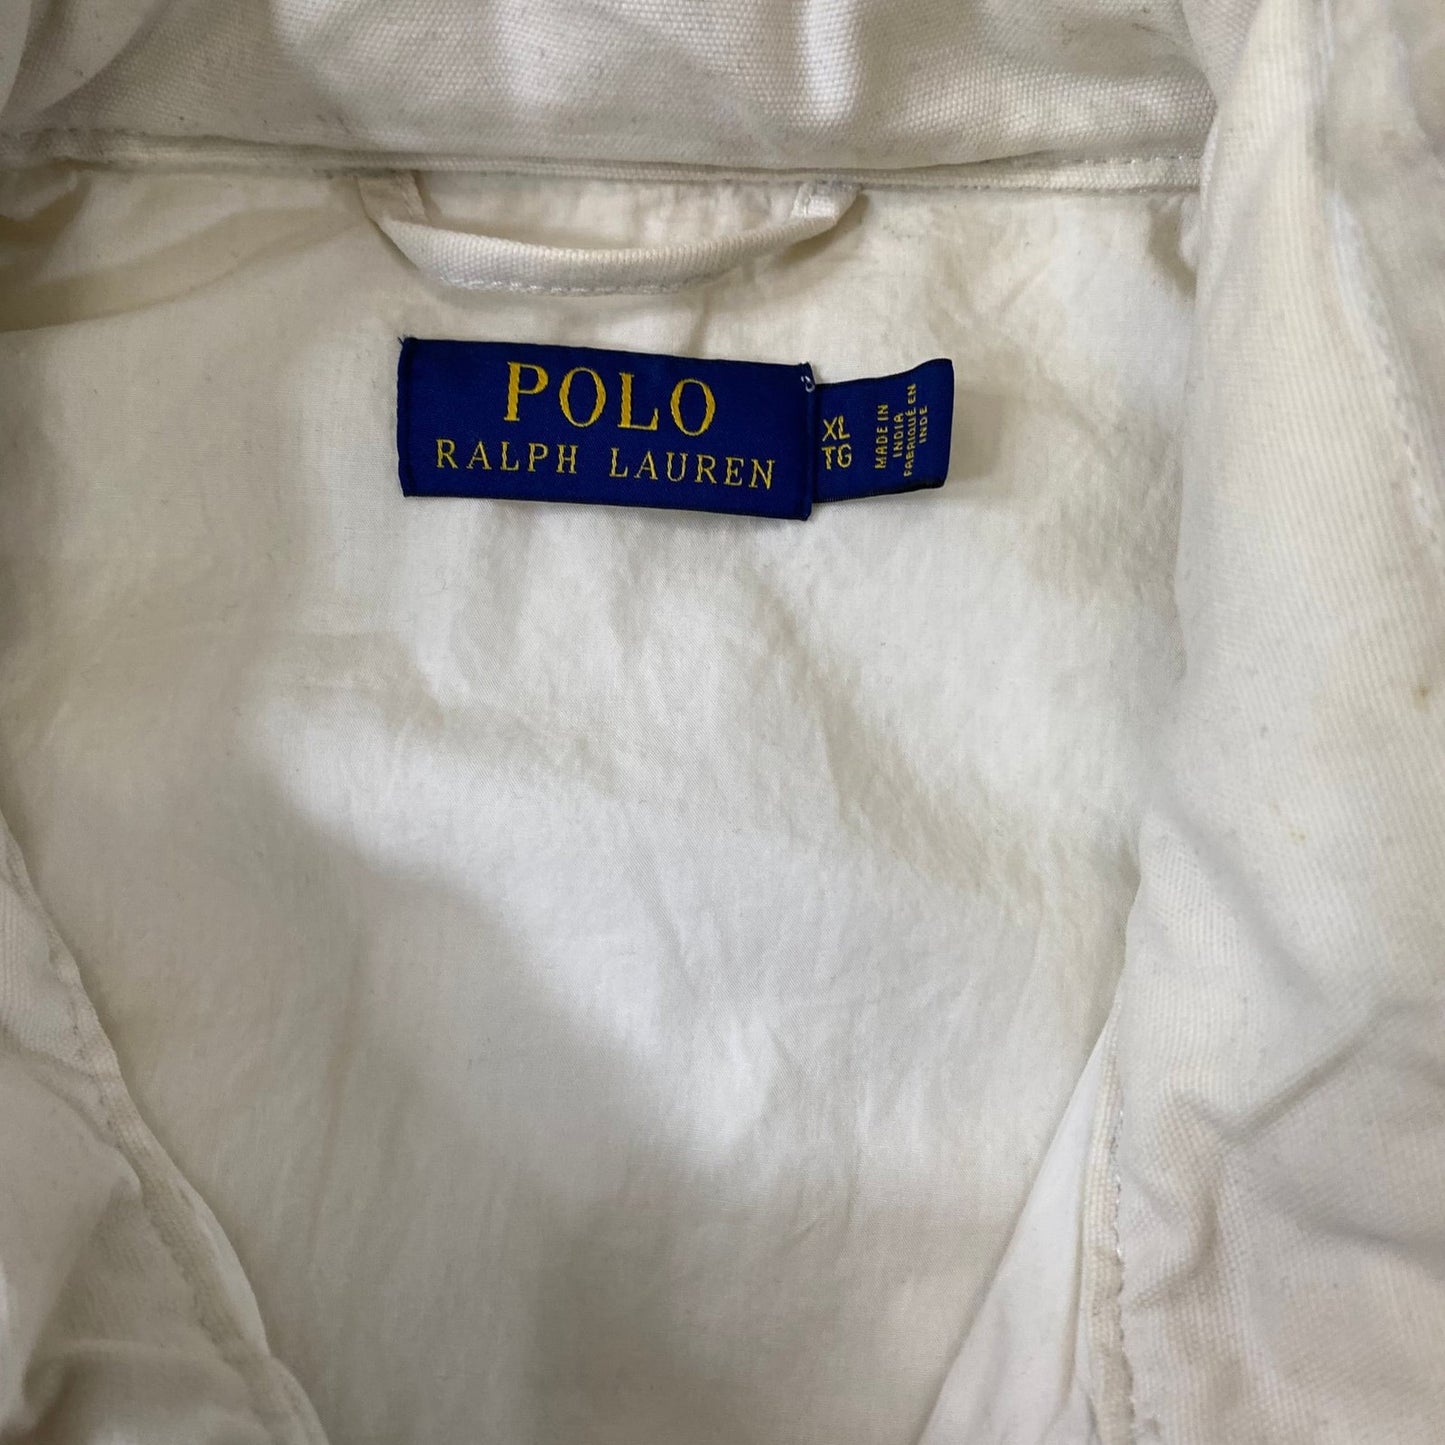 POLO
RALPH LAUREN
XL
TG
MADE IN
INDIA
FABRIQUÉ EN
INDE